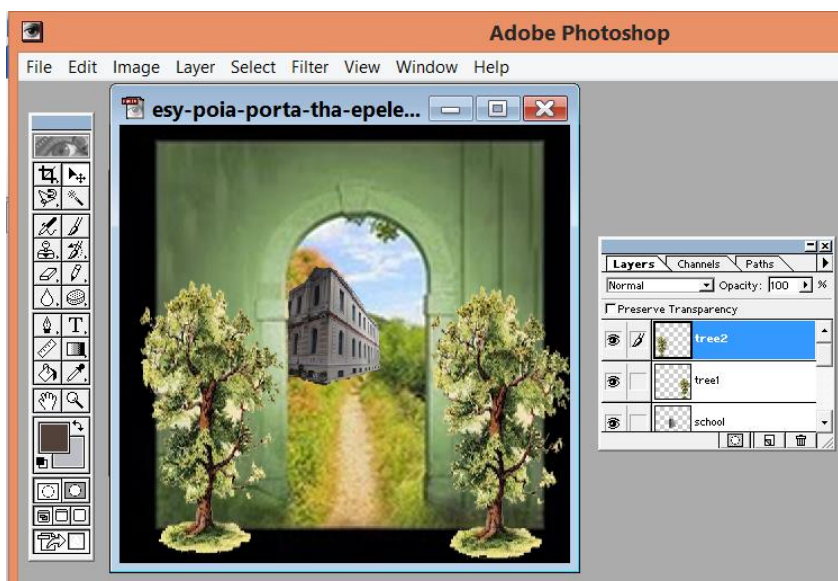 Adobe Photoshop
File Edit Image Layer Select Filter View Window Help
esy-poia-porta-tha-epele...
Layers Channels Paths
Normal Opacity: 100 %
Preserve Transparency
tree2
tree1
school
T